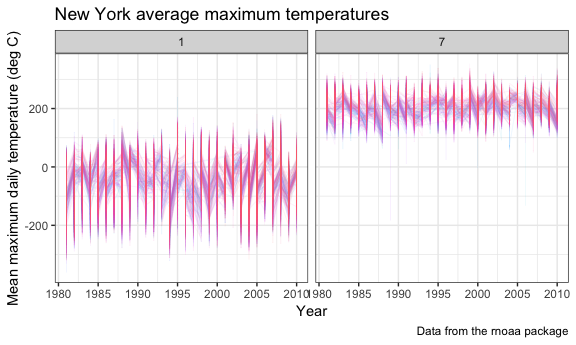 New York average maximum temperatures
1
7
Mean maximum daily temperature (deg C)
200
0
-200
1980 1985 1990 1995 2000 2005 2010
1980 1985 1990 1995 2000 2005 2010
Year
Data from the rnoaa package